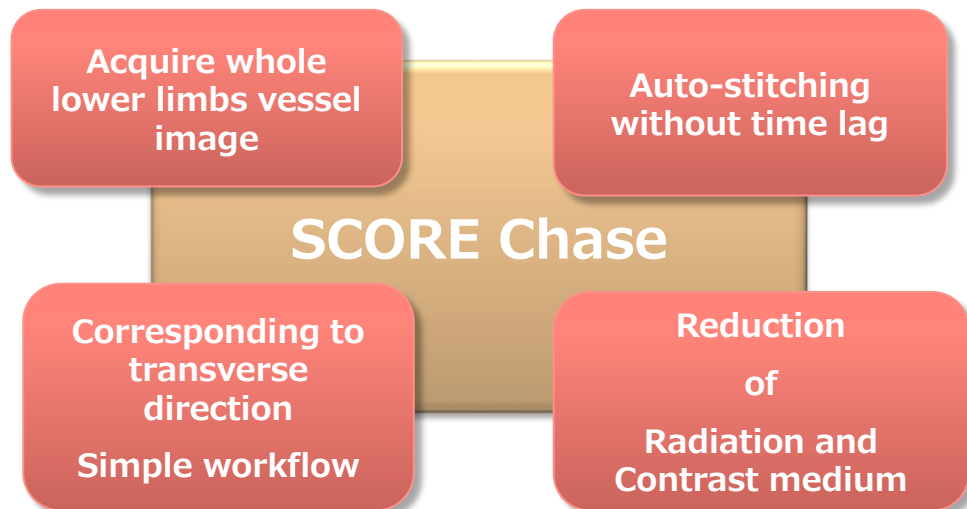 Acquire whole
lower limbs vessel
image
Auto-stitching
without time lag
SCORE Chase
Corresponding to
transverse
direction
Simple workflow
Reduction
of
Radiation and
Contrast medium